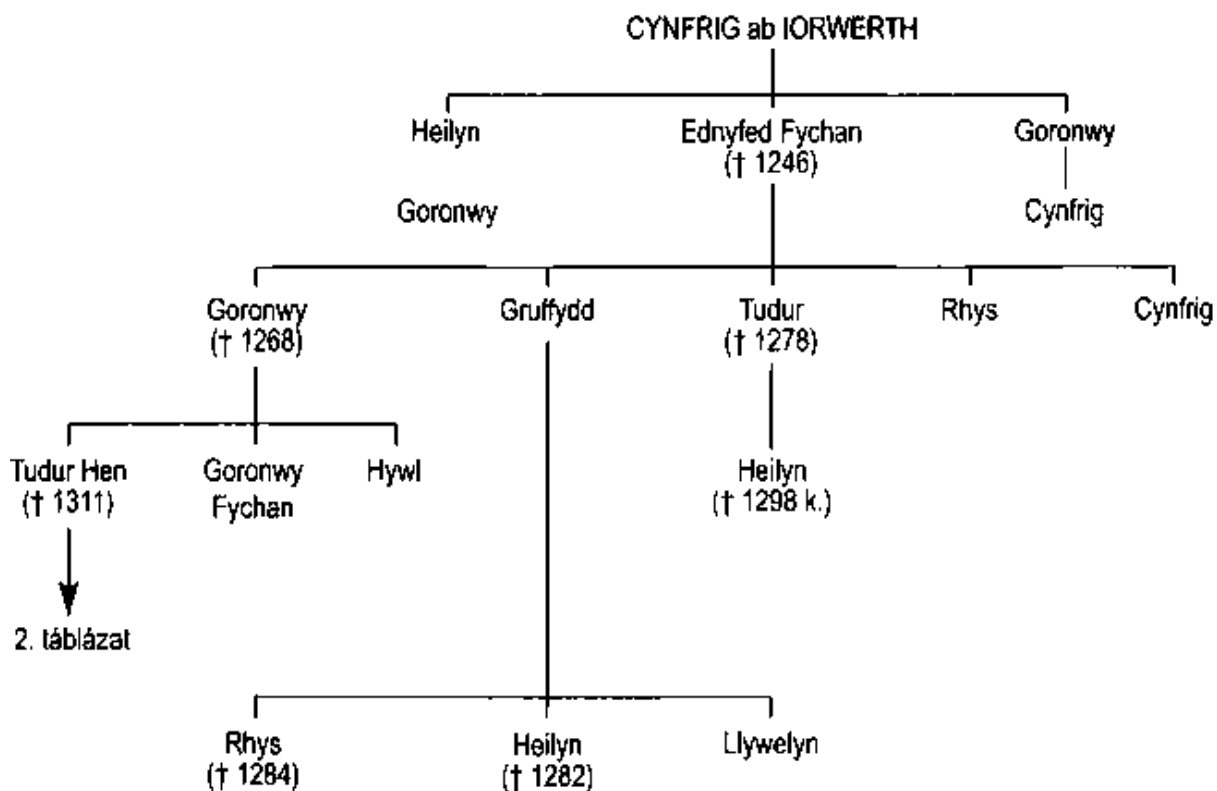 CYNFRIG ab IORWERTH
Heilyn Ednyfed Fychan Goronwy
(† 1246)
Goronwy Cynfrig
Goronwy Gruffydd Tudur Rhys Cynfrig
(† 1268) († 1278)
Tudur Hen Goronwy Hywl Heilyn
(† 1311) Fychan († 1298 k.)
2. táblázat
Rhys Heilyn Llywelyn
(† 1284) († 1282)